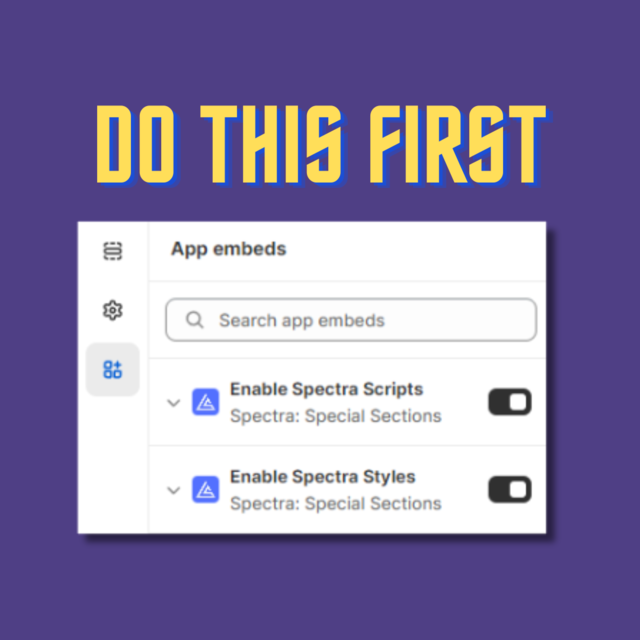 DO THIS FIRST
App embeds
Search app embeds
Enable Spectra Scripts
Spectra: Special Sections
Enable Spectra Styles
Spectra: Special Sections